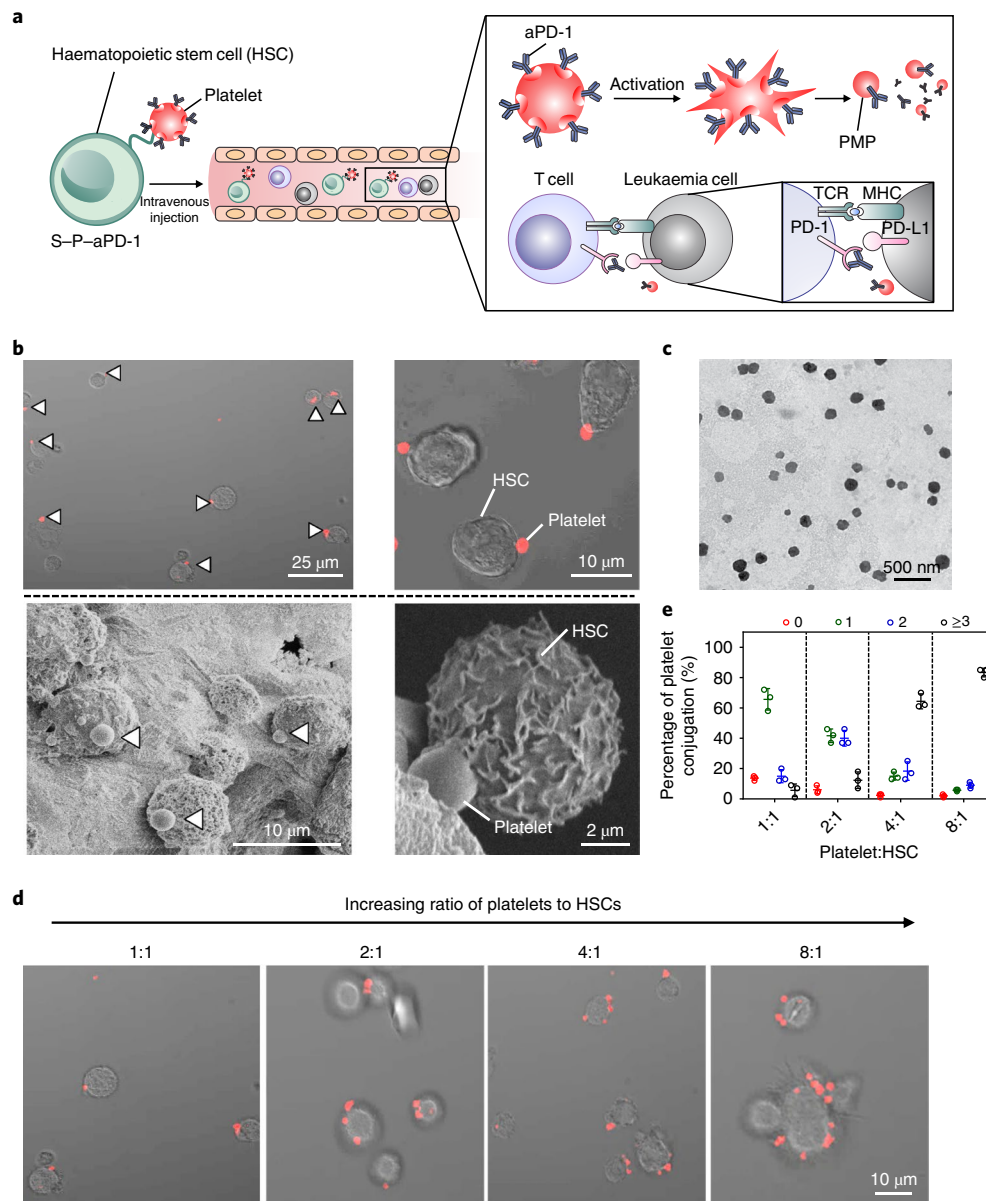 a
Haematopoietic stem cell (HSC)
Platelet
Intravenous
injection
S–P–aPD-1
aPD-1
Activation
PMP
T cell
Leukaemia cell
TCR
MHC
PD-1
PD-L1
b
25 μm
HSC
Platelet
10 μm
10 μm
HSC
Platelet
2 μm
c
500 nm
e
0
1
2
≥3
Percentage of platelet
conjugation (%)
100
80
60
40
20
0
1:1
2:1
4:1
8:1
Platelet:HSC
d
Increasing ratio of platelets to HSCs
1:1
2:1
4:1
8:1
10 μm